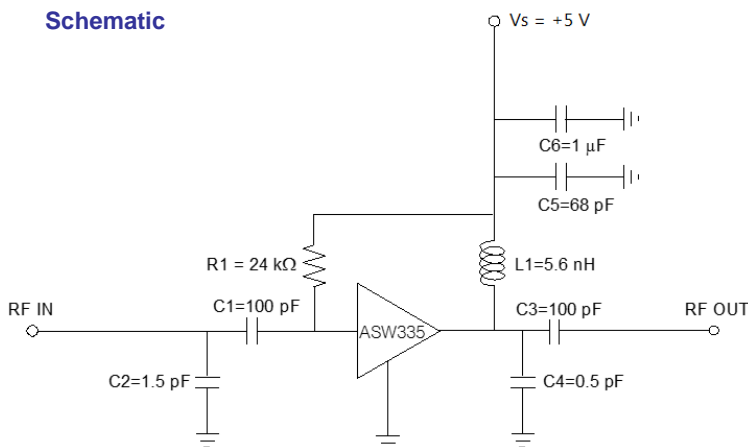 Schematic
Vs = +5 V
C6=1 μF
C5=68 pF
R1 = 24 kΩ
L1=5.6 nH
C1=100 pF
C3=100 pF
RF IN
RF OUT
ASW335
C2=1.5 pF
C4=0.5 pF